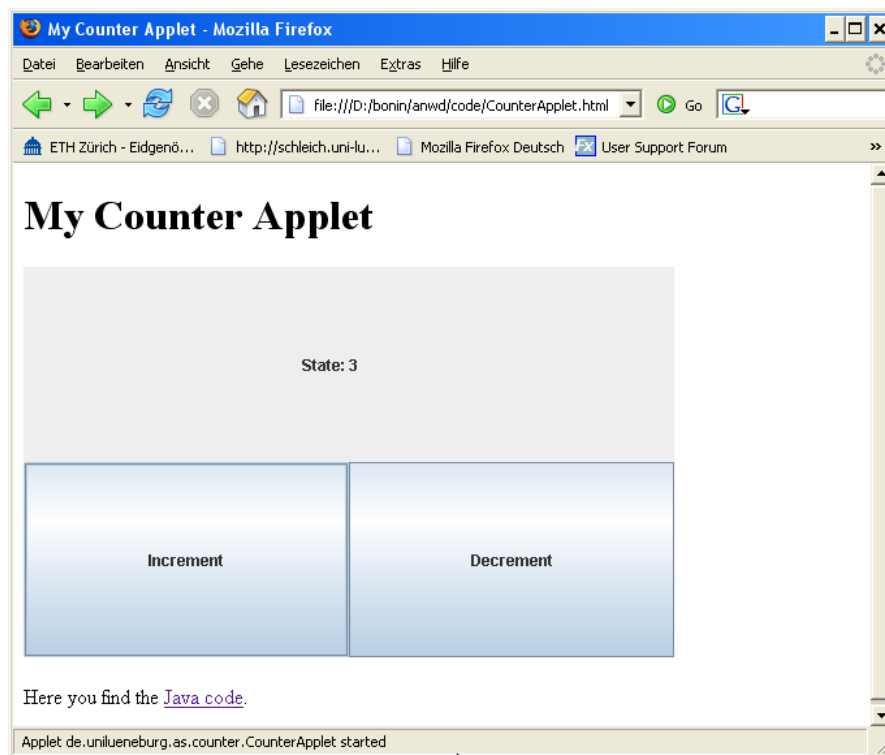 My Counter Applet - Mozilla Firefox
Datei Bearbeiten Ansicht Gehe Lesezeichen Extras Hilfe
file:///D:/bonin/anwd/code/CounterApplet.html Go G
ETH Zürich - Eidgenö... http://schleich.uni-lu... Mozilla Firefox Deutsch FX User Support Forum »
My Counter Applet
State: 3
Increment Decrement
Here you find the Java code.
Applet de.unilueneburg.as.counter.CounterApplet started